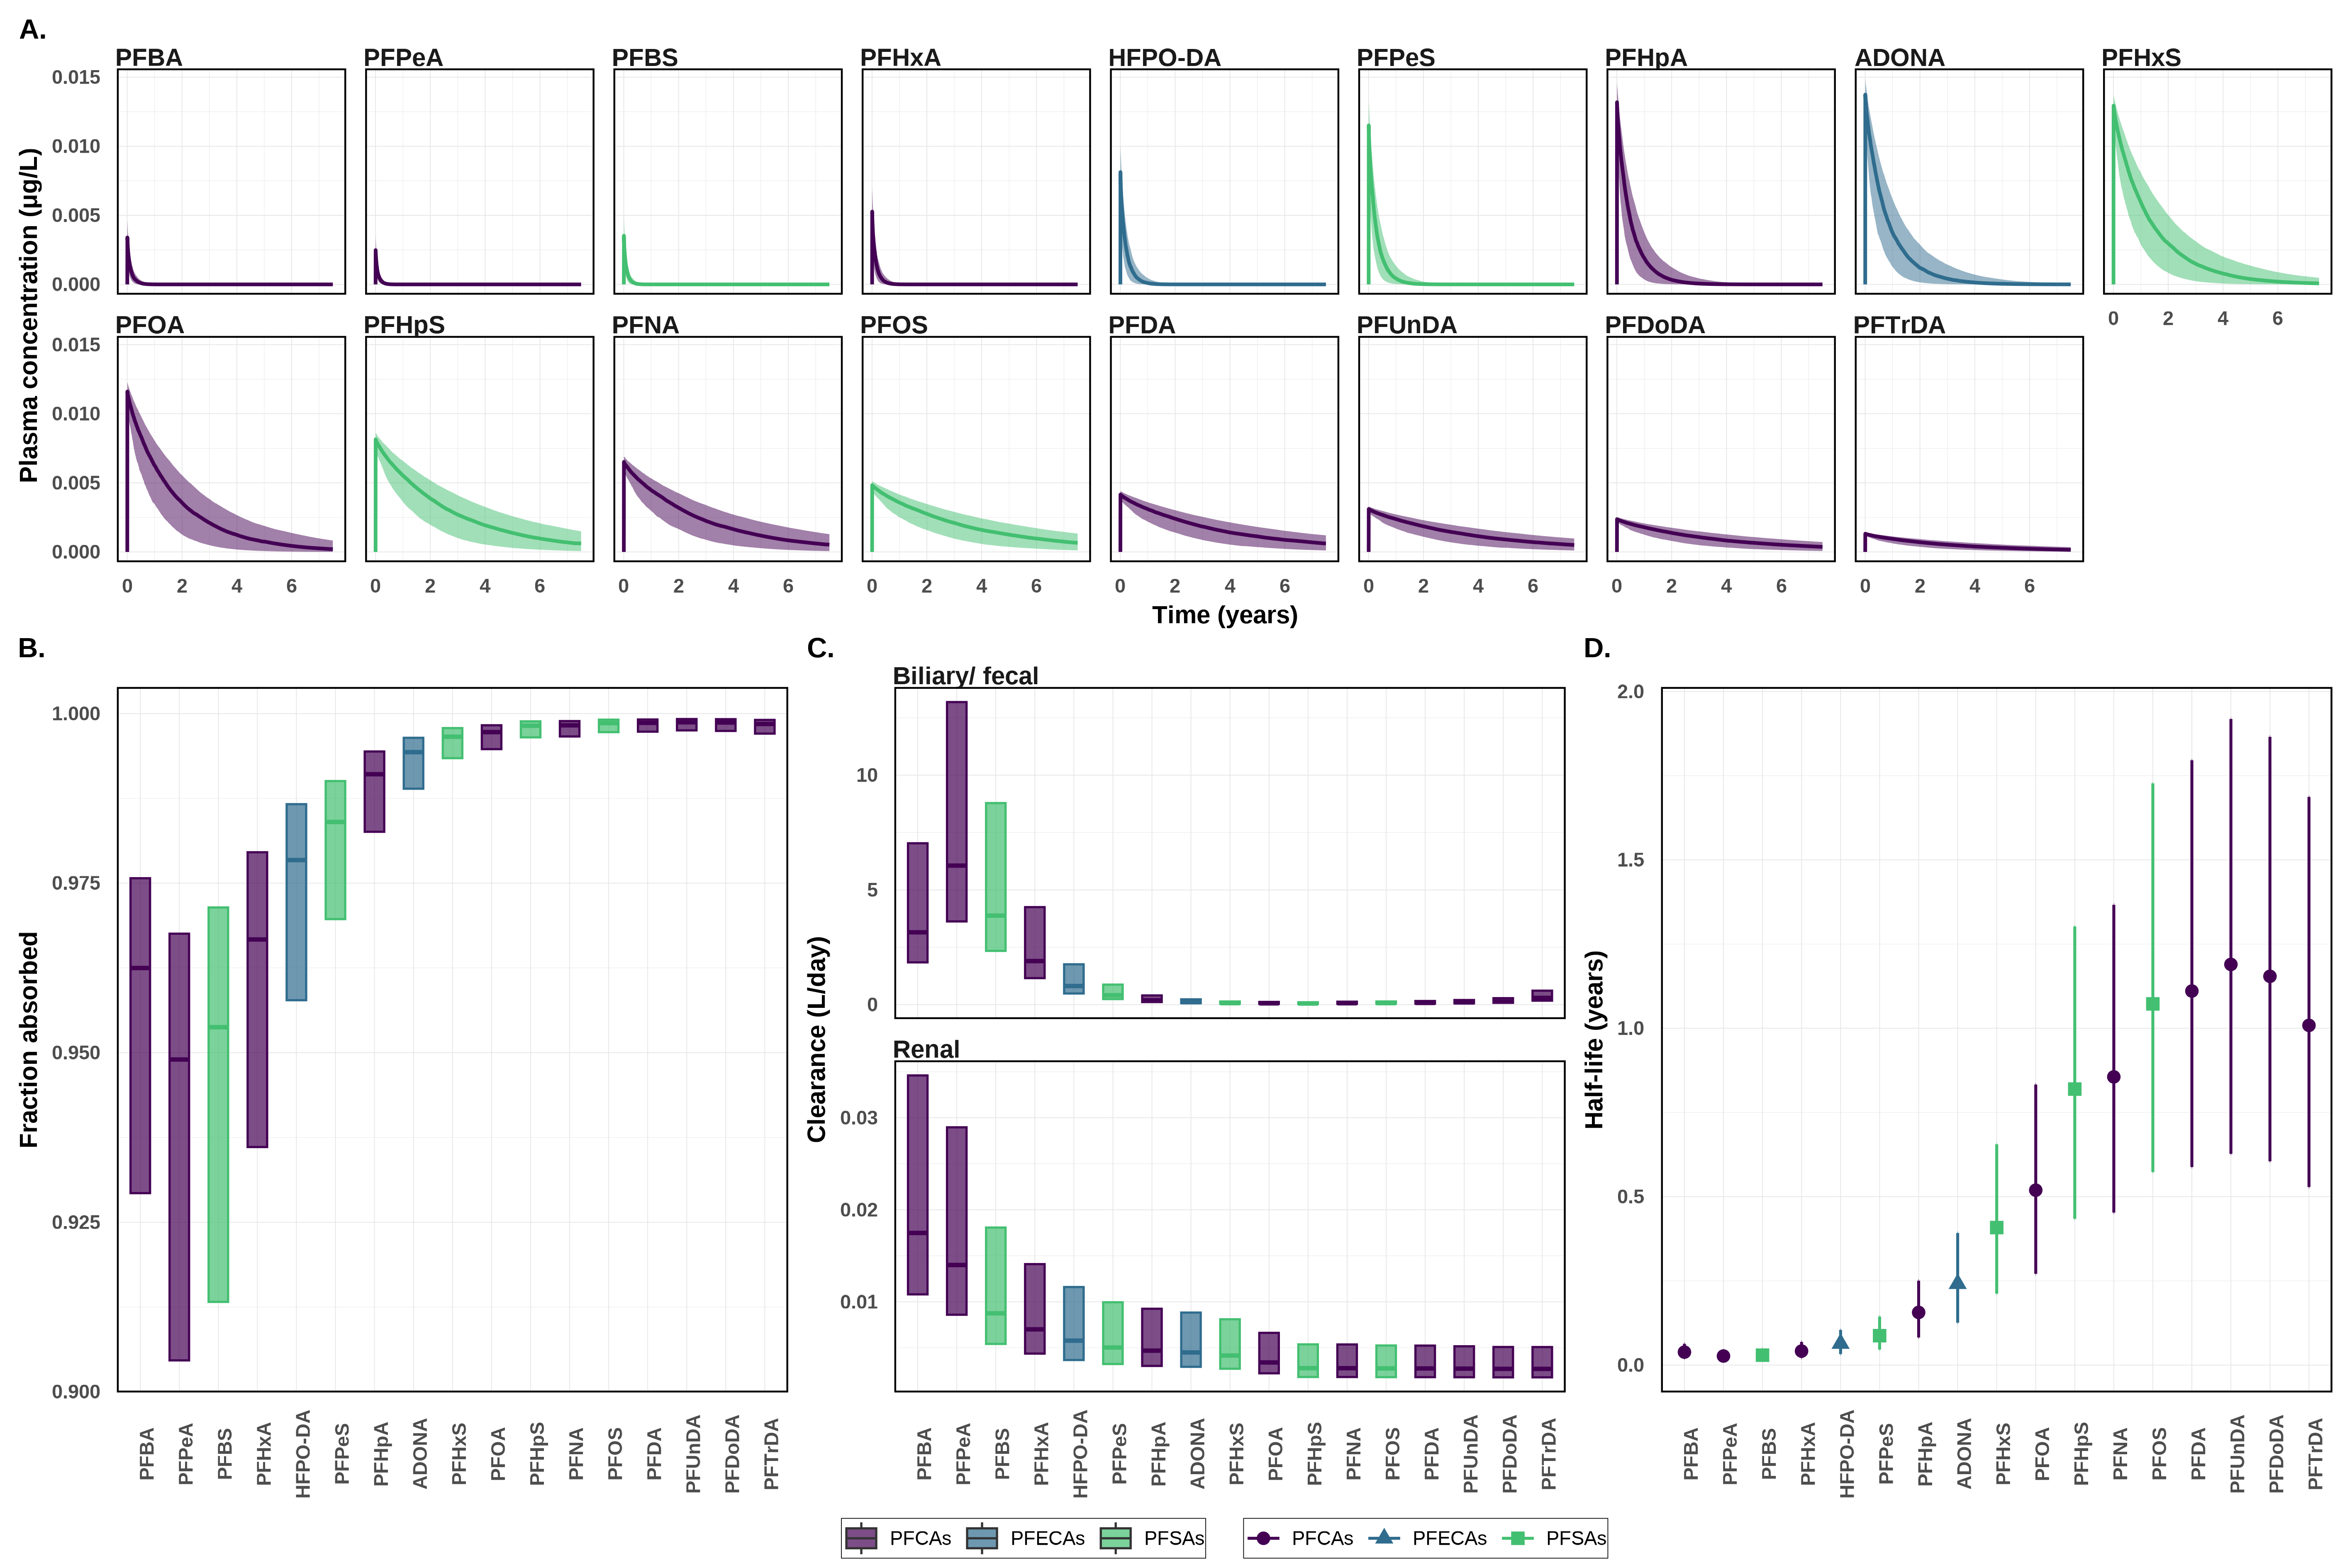 A.
PFBA PFPeA PFBS PFHxA HFPO-DA PFPeS PFHpA ADONA PFHxS
0.015
0.010
0.005
0.000
0 2 4 6
PFOA PFHpS PFNA PFOS PFDA PFUnDA PFDoDA PFTrDA
0.015
0.010
0.005
0.000
0 2 4 6 0 2 4 6 0 2 4 6 0 2 4 6 0 2 4 6 0 2 4 6 0 2 4 6 0 2 4 6
Plasma concentration (µg/L)
Time (years)
B.
1.000
0.975
0.950
0.925
0.900
Fraction absorbed
PFBA PFPeA PFBS PFHxA HFPO-DA PFPeS PFHpA ADONA PFHxS PFOA PFHpS PFNA PFOS PFDA PFUnDA PFDoDA PFTrDA
C.
Biliary/ fecal
10
5
0
Renal
0.03
0.02
0.01
Clearance (L/day)
PFBA PFPeA PFBS PFHxA HFPO-DA PFPeS PFHpA ADONA PFHxS PFOA PFHpS PFNA PFOS PFDA PFUnDA PFDoDA PFTrDA
D.
2.0
1.5
1.0
0.5
0.0
Half-life (years)
PFBA PFPeA PFBS PFHxA HFPO-DA PFPeS PFHpA ADONA PFHxS PFOA PFHpS PFNA PFOS PFDA PFUnDA PFDoDA PFTrDA
PFCAs PFECAs PFSAs
PFCAs PFECAs PFSAs